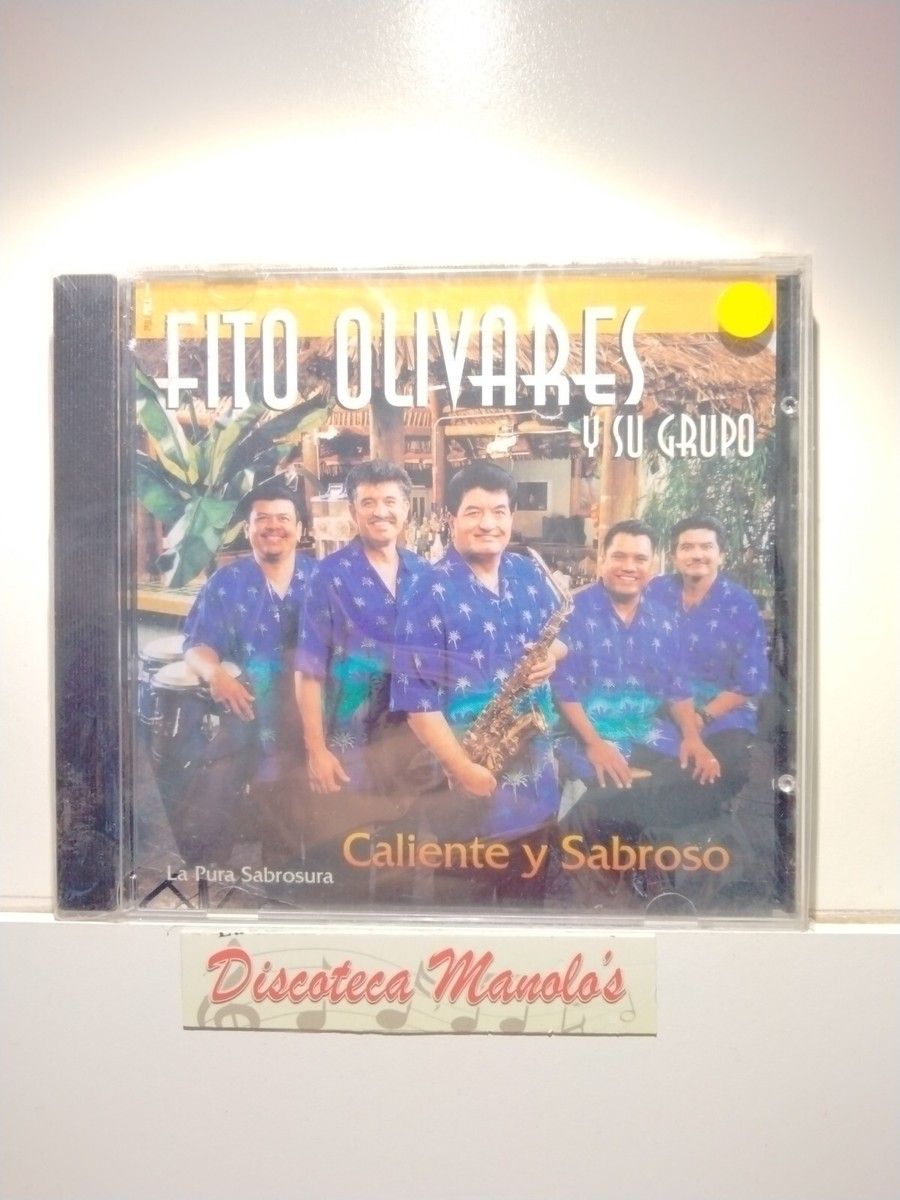 FITO OLIVARES
Y SU GRUPO
Caliente y Sabroso
La Pura Sabrosura
Discoteca Manolo's